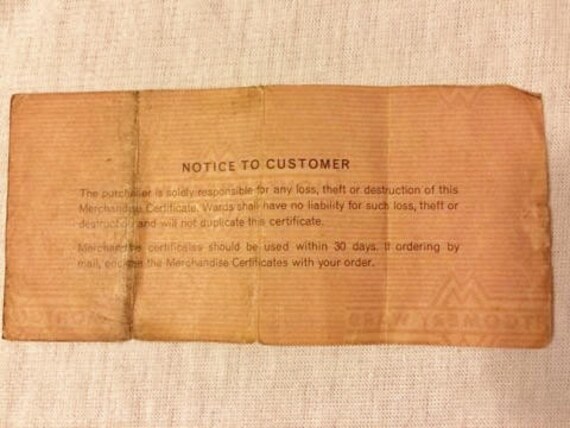 NOTICE TO CUSTOMER
The purchaser is solely responsible for any loss, theft or destruction of this
Merchandise Certificate. Wards shall have no liability for such loss, theft or
destruction and will not duplicate this certificate.
Merchandise certificates should be used within 30 days. If ordering by
mail, enclose the Merchandise Certificates with your order.